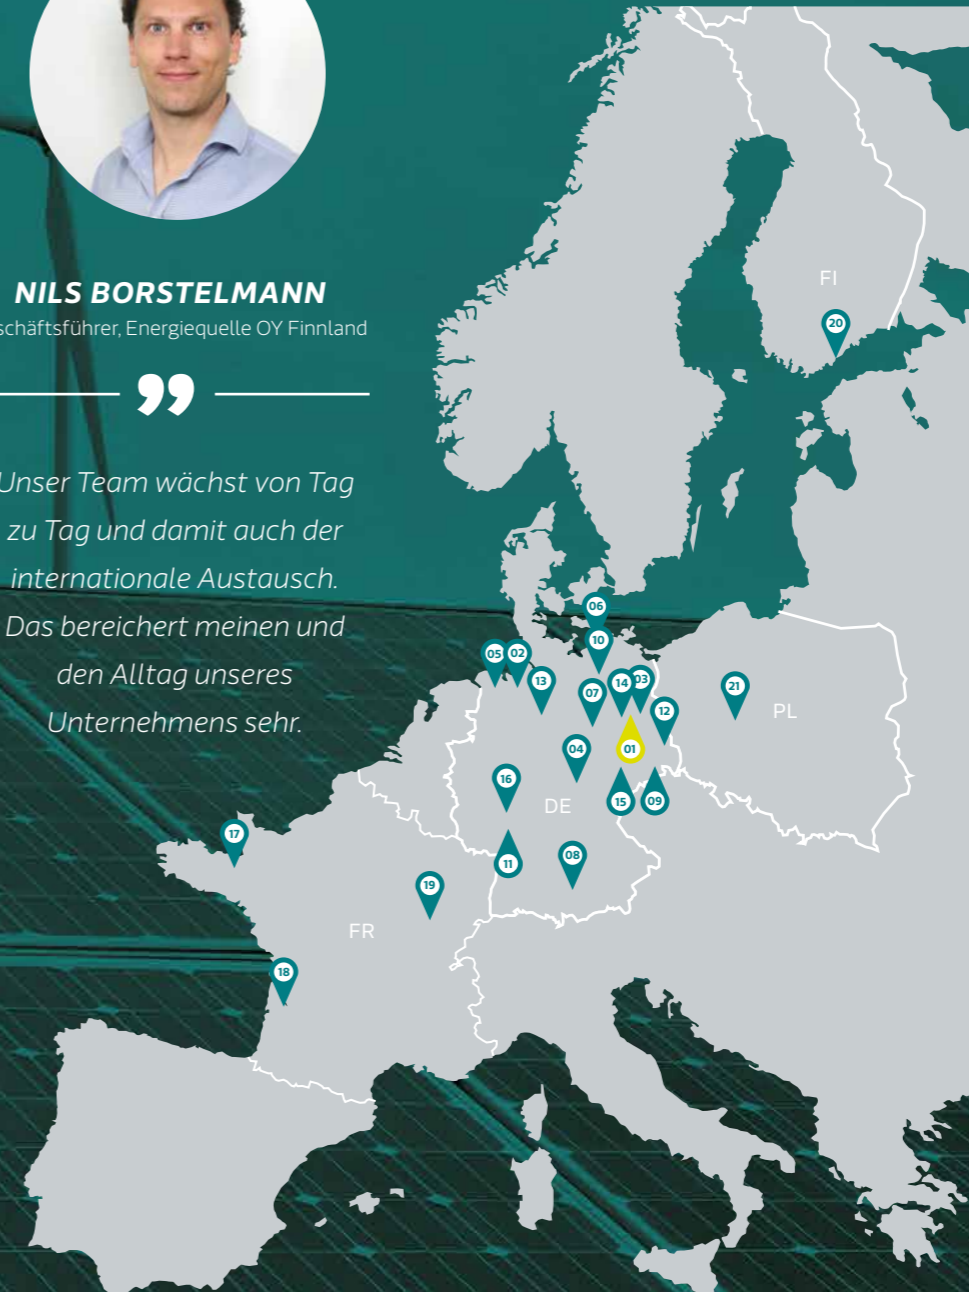 NILS BORSTELMANN
schäftsführer, Energiequelle OY Finnland
”
Unser Team wächst von Tag
zu Tag und damit auch der
internationale Austausch.
Das bereichert meinen und
den Alltag unseres
Unternehmens sehr.
FI
20
06
10
05 02
13
14 03
07
21
12
PL
04
01
16
DE
15
09
17
11
08
19
FR
18